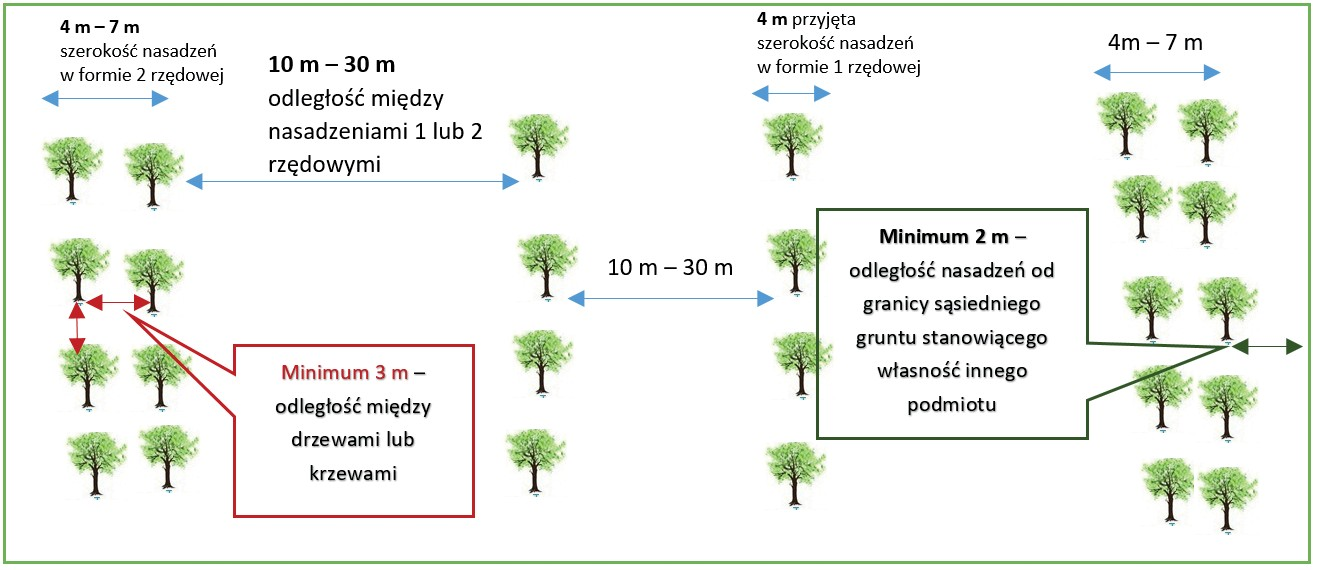 4 m – 7 m
szerokość nasadzeń
w formie 2 rzędowej
10 m – 30 m
odległość między
nasadzeniami 1 lub 2
rzędowymi
4 m przyjęta
szerokość nasadzeń
w formie 1 rzędowej
4m – 7 m
10 m – 30 m
Minimum 3 m –
odległość między
drzewami lub
krzewami
Minimum 2 m –
odległość nasadzeń od
granicy sąsiedniego
gruntu stanowiącego
własność innego
podmiotu